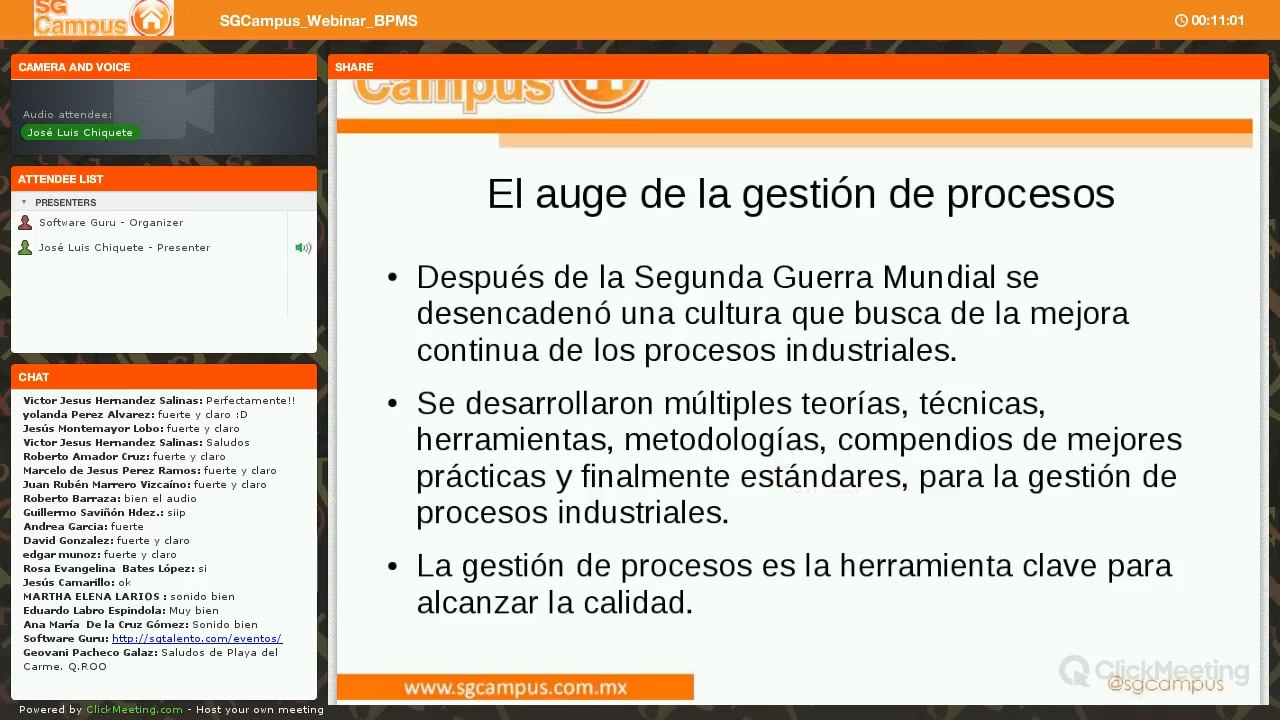 SG
Campus
SGCampus_Webinar_BPMS
00:11:01
CAMERA AND VOICE
Audio attendee:
José Luis Chiquete
ATTENDEE LIST
PRESENTERS
Software Guru - Organizer
José Luis Chiquete - Presenter
CHAT
Victor Jesus Hernandez Salinas: Perfectamente!!
yolanda Perez Alvarez: fuerte y claro :D
Jesús Montemayor Lobo: fuerte y claro
Victor Jesus Hernandez Salinas: Saludos
Roberto Amador Cruz: fuerte y claro
Marcelo de Jesus Perez Ramos: fuerte y claro
Juan Rubén Marrero Vizcaíno: fuerte y claro
Roberto Barraza: bien el audio
Guillermo Saviñón Hdez.: siip
Andrea Garcia: fuerte
David Gonzalez: fuerte y claro
edgar munoz: fuerte y claro
Rosa Evangelina Bates López: si
Jesús Camarillo: ok
MARTHA ELENA LARIOS : sonido bien
Eduardo Labro Espindola: Muy bien
Ana María De la Cruz Gómez: Sonido bien
Software Guru: http://sgtalento.com/eventos/
Geovani Pacheco Galaz: Saludos de Playa del
Carme. Q.ROO
Powered by ClickMeeting.com - Host your own meeting
SHARE
Campus
El auge de la gestión de procesos
• Después de la Segunda Guerra Mundial se
desencadenó una cultura que busca de la mejora
continua de los procesos industriales.
• Se desarrollaron múltiples teorías, técnicas,
herramientas, metodologías, compendios de mejores
prácticas y finalmente estándares, para la gestión de
procesos industriales.
• La gestión de procesos es la herramienta clave para
alcanzar la calidad.
www.sgcampus.com.mx
ClickMeeting
@sgcampus